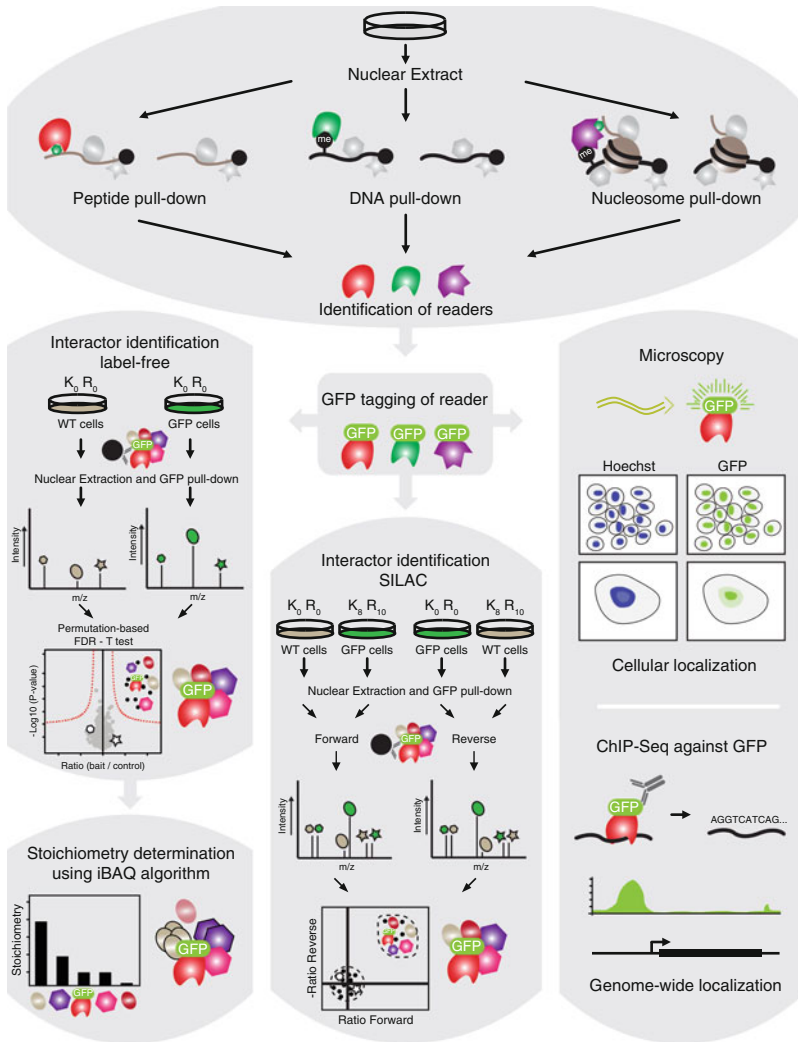 Nuclear Extract
me
me
Peptide pull-down
DNA pull-down
Nucleosome pull-down
Identification of readers
Interactor identification
label-free
K0 R0
K0 R0
WT cells
GFP cells
GFP
Nuclear Extraction and GFP pull-down
Intensity
Intensity
m/z
m/z
Permutation-based
FDR - T test
-Log10 (P-value)
GFP
GFP
Ratio (bait / control)
Stoichiometry determination
using iBAQ algorithm
Stoichiometry
GFP
GFP
GFP tagging of reader
GFP
GFP
GFP
Interactor identification
SILAC
K0 R0
K8 R10
K0 R0
K8 R10
WT cells
GFP cells
GFP cells
WT cells
Nuclear Extraction and GFP pull-down
Forward
GFP
Reverse
Intensity
Intensity
m/z
m/z
-Ratio Reverse
GFP
GFP
Ratio Forward
Microscopy
GFP
Hoechst
GFP
Cellular localization
ChIP-Seq against GFP
GFP
AGGTCATCAG...
Genome-wide localization